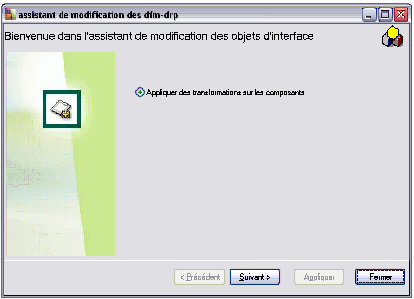 assistant de modification des dfm-drp
Bienvenue dans l'assistant de modification des objets d'interface
Appliquer des transformations sur les composants
< Précédent
Suivant >
Appliquer
Fermer